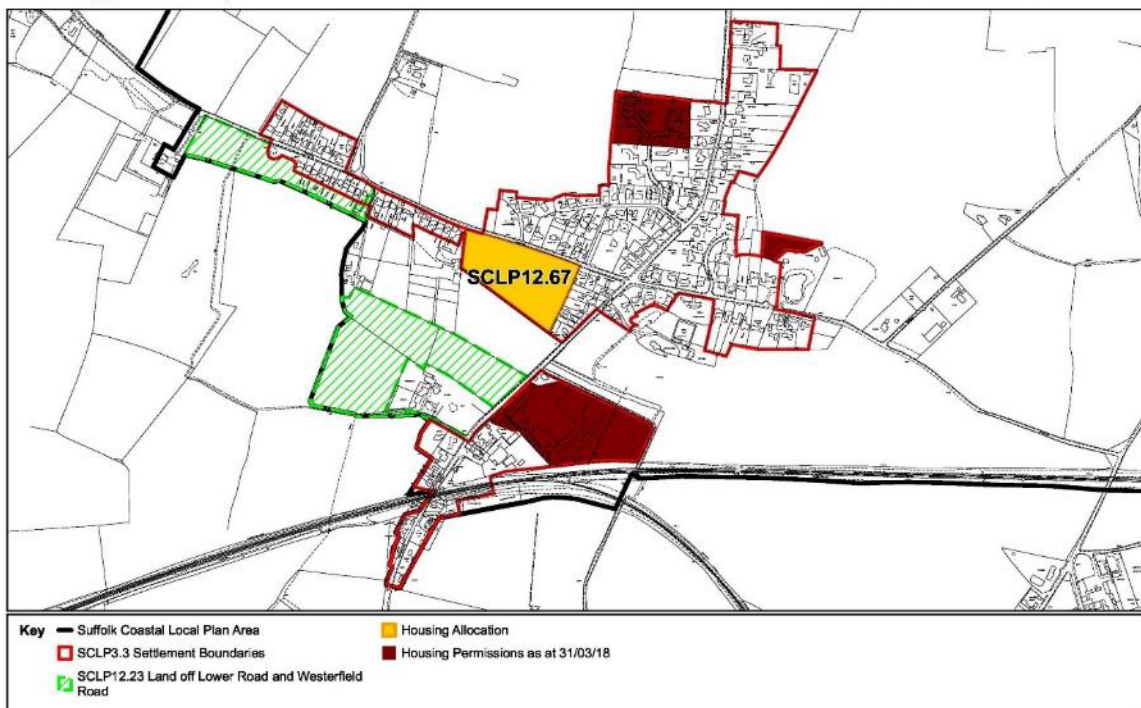 SCLP12.67
Key Suffolk Coastal Local Plan Area
Housing Allocation
SCLP3.3 Settlement Boundaries
Housing Permissions as at 31/03/18
SCLP12.23 Land off Lower Road and Westerfield
Road